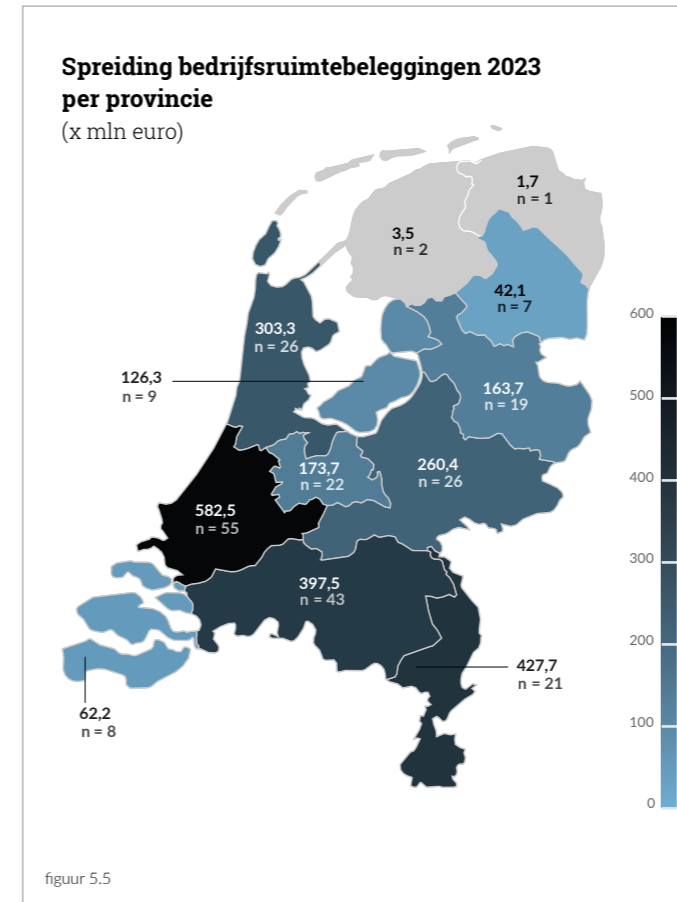 Spreiding bedrijfsruimtebeleggingen 2023
per provincie
(x mln euro)
1,7
n = 1
3,5
n = 2
42,1
n = 7
303,3
n = 26
126,3
n = 9
163,7
n = 19
173,7
n = 22
260,4
n = 26
582,5
n = 55
397,5
n = 43
427,7
n = 21
62,2
n = 8
600
500
400
300
200
100
0
figuur 5.5